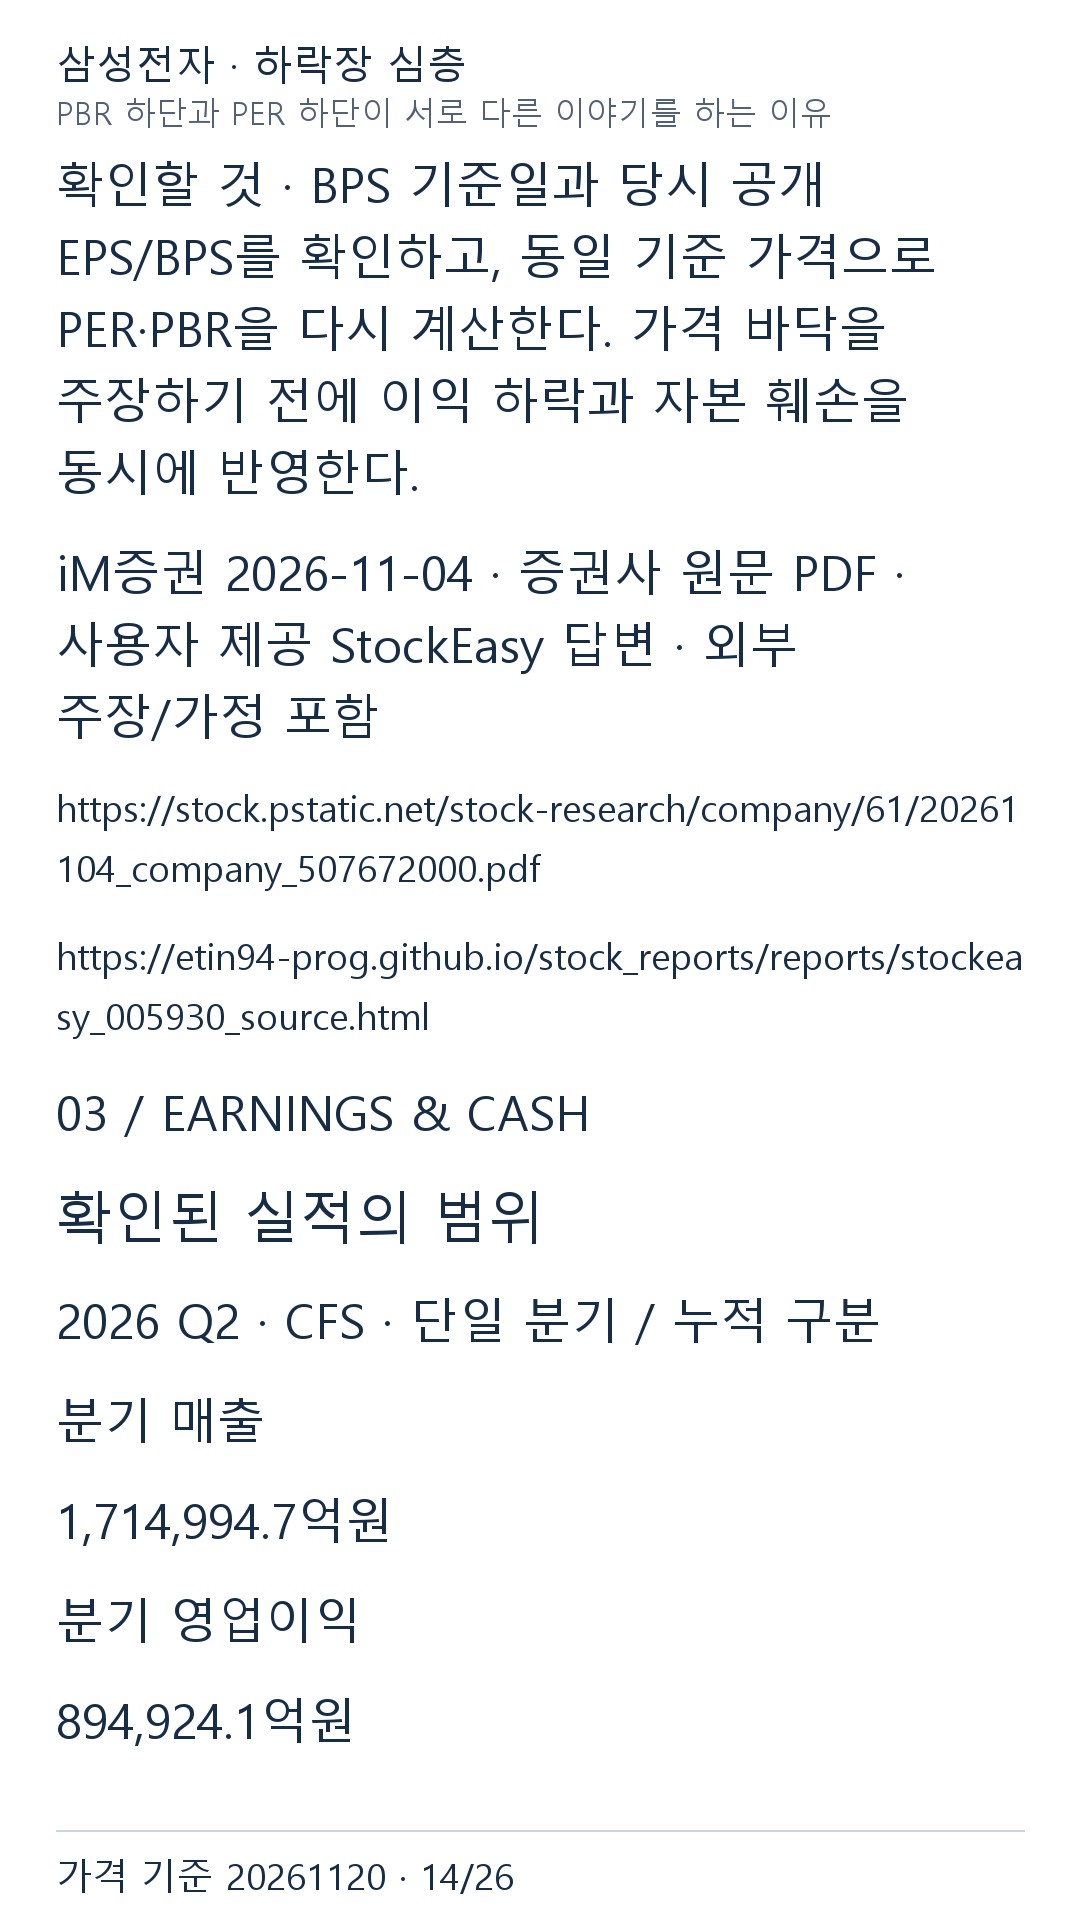 삼성전자 · 하락장 심층
PBR 하단과 PER 하단이 서로 다른 이야기를 하는 이유
확인할 것 · BPS 기준일과 당시 공개
EPS/BPS를 확인하고, 동일 기준 가격으로
PER·PBR을 다시 계산한다. 가격 바닥을
주장하기 전에 이익 하락과 자본 훼손을
동시에 반영한다.
iM증권 2026-11-04 · 증권사 원문 PDF ·
사용자 제공 StockEasy 답변 · 외부
주장/가정 포함
https://stock.pstatic.net/stock-research/company/61/20261
104_company_507672000.pdf
https://etin94-prog.github.io/stock_reports/reports/stockea
sy_005930_source.html
03 / EARNINGS & CASH
확인된 실적의 범위
2026 Q2 · CFS · 단일 분기 / 누적 구분
분기 매출
1,714,994.7억원
분기 영업이익
894,924.1억원
가격 기준 20261120 · 14/26